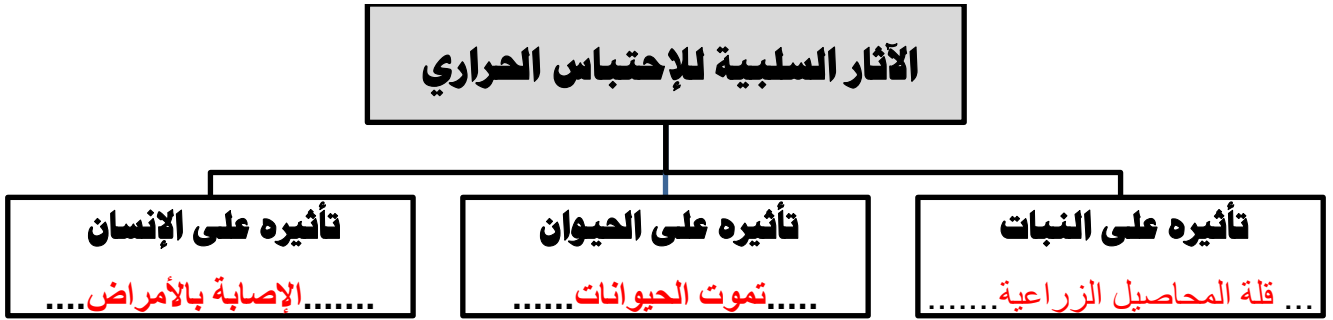 الآثار السلبية للإحتباس الحراري
تأثيره على النبات
... قلة المحاصيل الزراعية.......
تأثيره على الحيوان
.....تموت الحيوانات......
تأثيره على الإنسان
.......الإصابة بالأمراض....